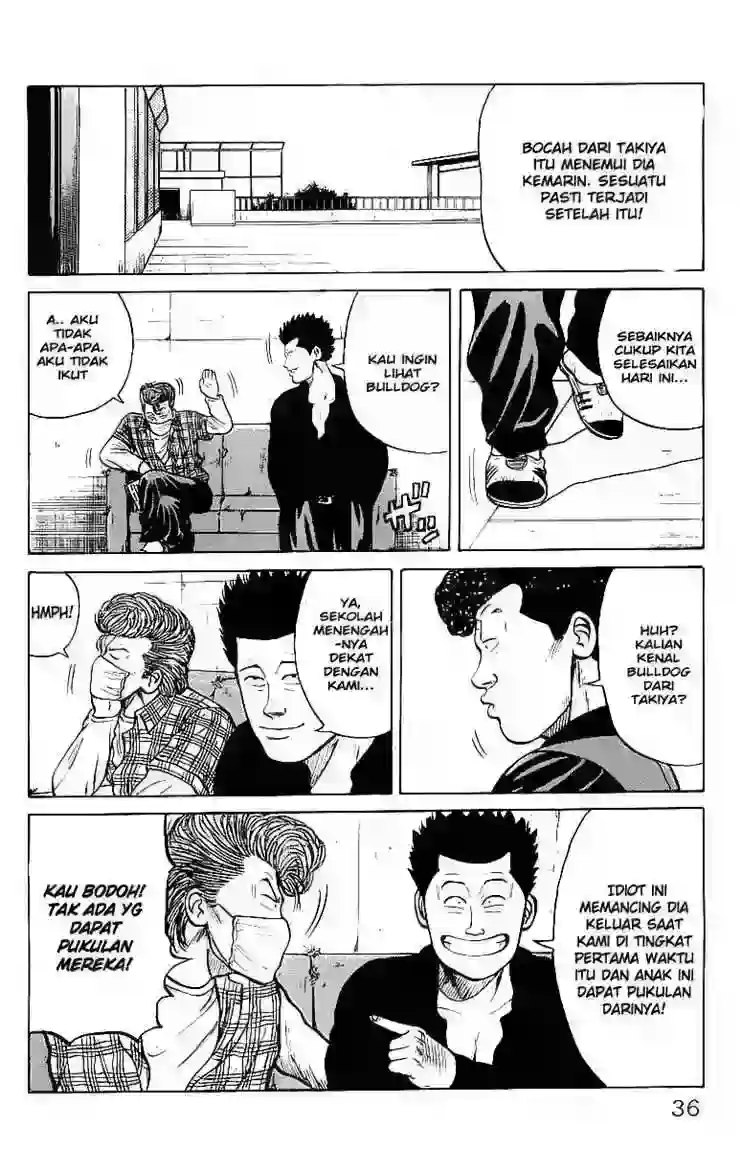 BOCAH DARI TAKIYA
ITU MENEMUI DIA
KEMARIN. SESUATU
PASTI TERJADI
SETELAH ITU!
SEBAIKNYA
CUKUP KITA
SELESAIKAN
HARI INI...
KAU INGIN
LIHAT
BULLDOG?
A.. AKU
TIDAK
APA-APA.
AKU TIDAK
IKUT
ガガッ
HUH?
KALIAN
KENAL
BULLDOG
DARI
TAKIYA?
YA,
SEKOLAH
MENENGAH
-NYA
DEKAT
DENGAN
KAMI...
HMPH!
IDIOT INI
MEMANCING DIA
KELUAR SAAT
KAMI DI TINGKAT
PERTAMA WAKTU
ITU DAN ANAK INI
DAPAT PUKULAN
DARINYA!
KAU BODOH!
TAK ADA YG
DAPAT
PUKULAN
MEREKA!
36